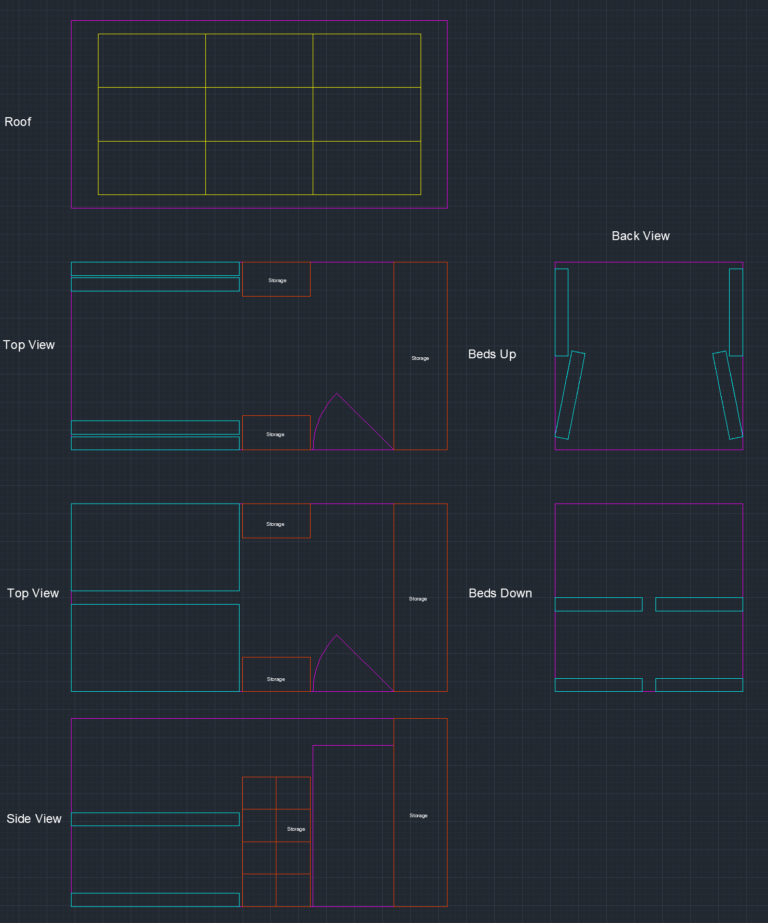 Roof
Back View
Storage
Top View
Beds Up
Storage
Storage
Storage
Top View
Beds Down
Storage
Storage
Side View
Storage
Storage